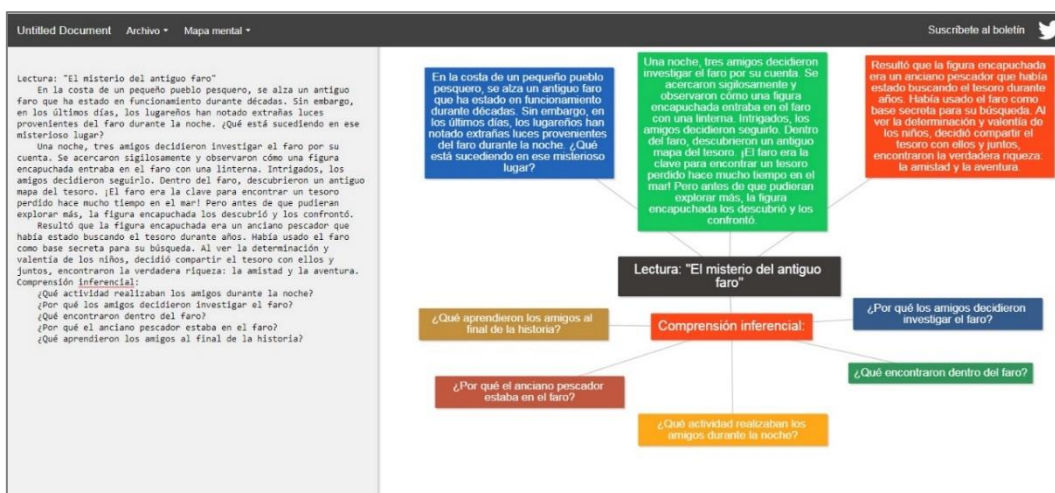 Untitled Document Archivo Mapa mental Suscríbete al boletín
Lectura: "El misterio del antiguo faro"
En la costa de un pequeño pueblo pesquero, se alza un antiguo
faro que ha estado en funcionamiento durante décadas. Sin embargo,
en los últimos días, los lugareños han notado extrañas luces
provenientes del faro durante la noche. ¿Qué está sucediendo en ese
misterioso lugar?
Una noche, tres amigos decidieron investigar el faro por su
cuenta. Se acercaron sigilosamente y observaron cómo una figura
encapuchada entraba en el faro con una linterna. Intrigados, los
amigos decidieron seguirlo. Dentro del faro, descubrieron un antiguo
mapa del tesoro. ¡El faro era la clave para encontrar un tesoro
perdido hace mucho tiempo en el mar! Pero antes de que pudieran
explorar más, la figura encapuchada los descubrió y los confrontó.
Resultó que la figura encapuchada era un anciano pescador que
había estado buscando el tesoro durante años. Había usado el faro
como base secreta para su búsqueda. Al ver la determinación y
valentía de los niños, decidió compartir el tesoro con ellos y
juntos, encontraron la verdadera riqueza: la amistad y la aventura.
Comprensión inferencial:
¿Qué actividad realizaban los amigos durante la noche?
¿Por qué los amigos decidieron investigar el faro?
¿Qué encontraron dentro del faro?
¿Por qué el anciano pescador estaba en el faro?
¿Qué aprendieron los amigos al final de la historia?
En la costa de un pequeño pueblo
pesquero, se alza un antiguo faro
que ha estado en funcionamiento
durante décadas. Sin embargo, en
los últimos días, los lugareños han
notado extrañas luces provenientes
del faro durante la noche. ¿Qué
está sucediendo en ese misterioso
lugar?
Una noche, tres amigos decidieron
investigar el faro por su cuenta. Se
acercaron sigilosamente y
observaron cómo una figura
encapuchada entraba en el faro
con una linterna. Intrigados, los
amigos decidieron seguirlo. Dentro
del faro, descubrieron un antiguo
mapa del tesoro. ¡El faro era la
clave para encontrar un tesoro
perdido hace mucho tiempo en el
mar! Pero antes de que pudieran
explorar más, la figura
encapuchada los descubrió y los
confrontó.
Resultó que la figura encapuchada
era un anciano pescador que había
estado buscando el tesoro durante
años. Había usado el faro como
base secreta para su búsqueda. Al
ver la determinación y valentía de
los niños, decidió compartir el
tesoro con ellos y juntos,
encontraron la verdadera riqueza:
la amistad y la aventura.
Lectura: "El misterio del antiguo
faro"
¿Qué aprendieron los amigos al
final de la historia?
Comprensión inferencial:
¿Por qué los amigos decidieron
investigar el faro?
¿Por qué el anciano pescador
estaba en el faro?
¿Qué encontraron dentro del faro?
¿Qué actividad realizaban los
amigos durante la noche?